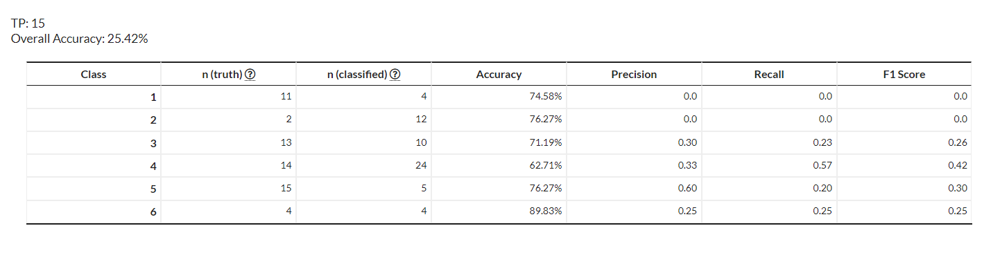 TP: 15
Overall Accuracy: 25.42%
Class n (truth) ? n (classified) ? Accuracy Precision Recall F1 Score
1 11 4 74.58% 0.0 0.0 0.0
2 2 12 76.27% 0.0 0.0 0.0
3 13 10 71.19% 0.30 0.23 0.26
4 14 24 62.71% 0.33 0.57 0.42
5 15 5 76.27% 0.60 0.20 0.30
6 4 4 89.83% 0.25 0.25 0.25